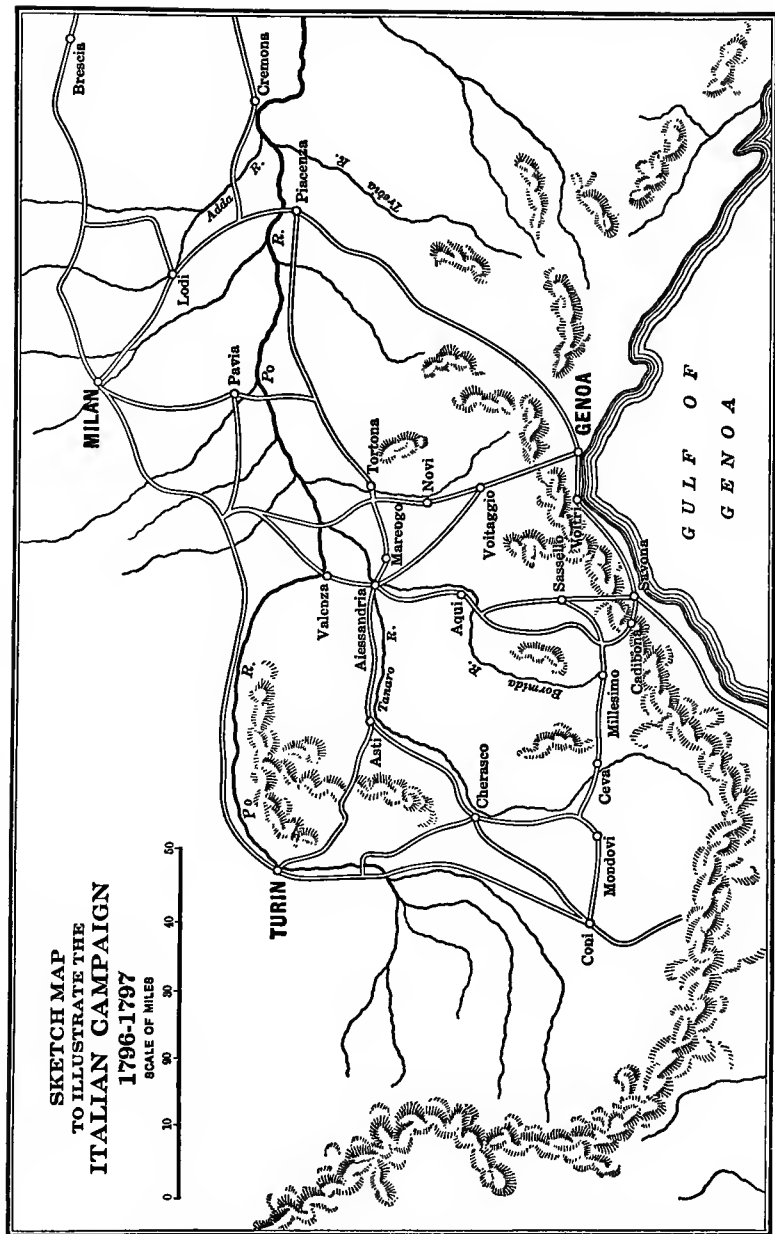 SKETCH MAP
TO ILLUSTRATE THE
ITALIAN CAMPAIGN
1796-1797
SCALE OF MILES
0 10 20 30 40 50
Brescia
Cremona
Adda R.
MILAN
Lodi
Piacenza
R.
Trebia R.
Pavia
Po
Tortona
Novi
Marengo
Voltaggio
GENOA
Voltri
GULF OF
GENOA
Valenza
Alessandria
R.
Tanaro
Aqui
Sassello
Savona
Cadibona
R.
Bormida
Millesimo
Po R.
Asti
TURIN
Cherasco
Ceva
Mondovi
Coni